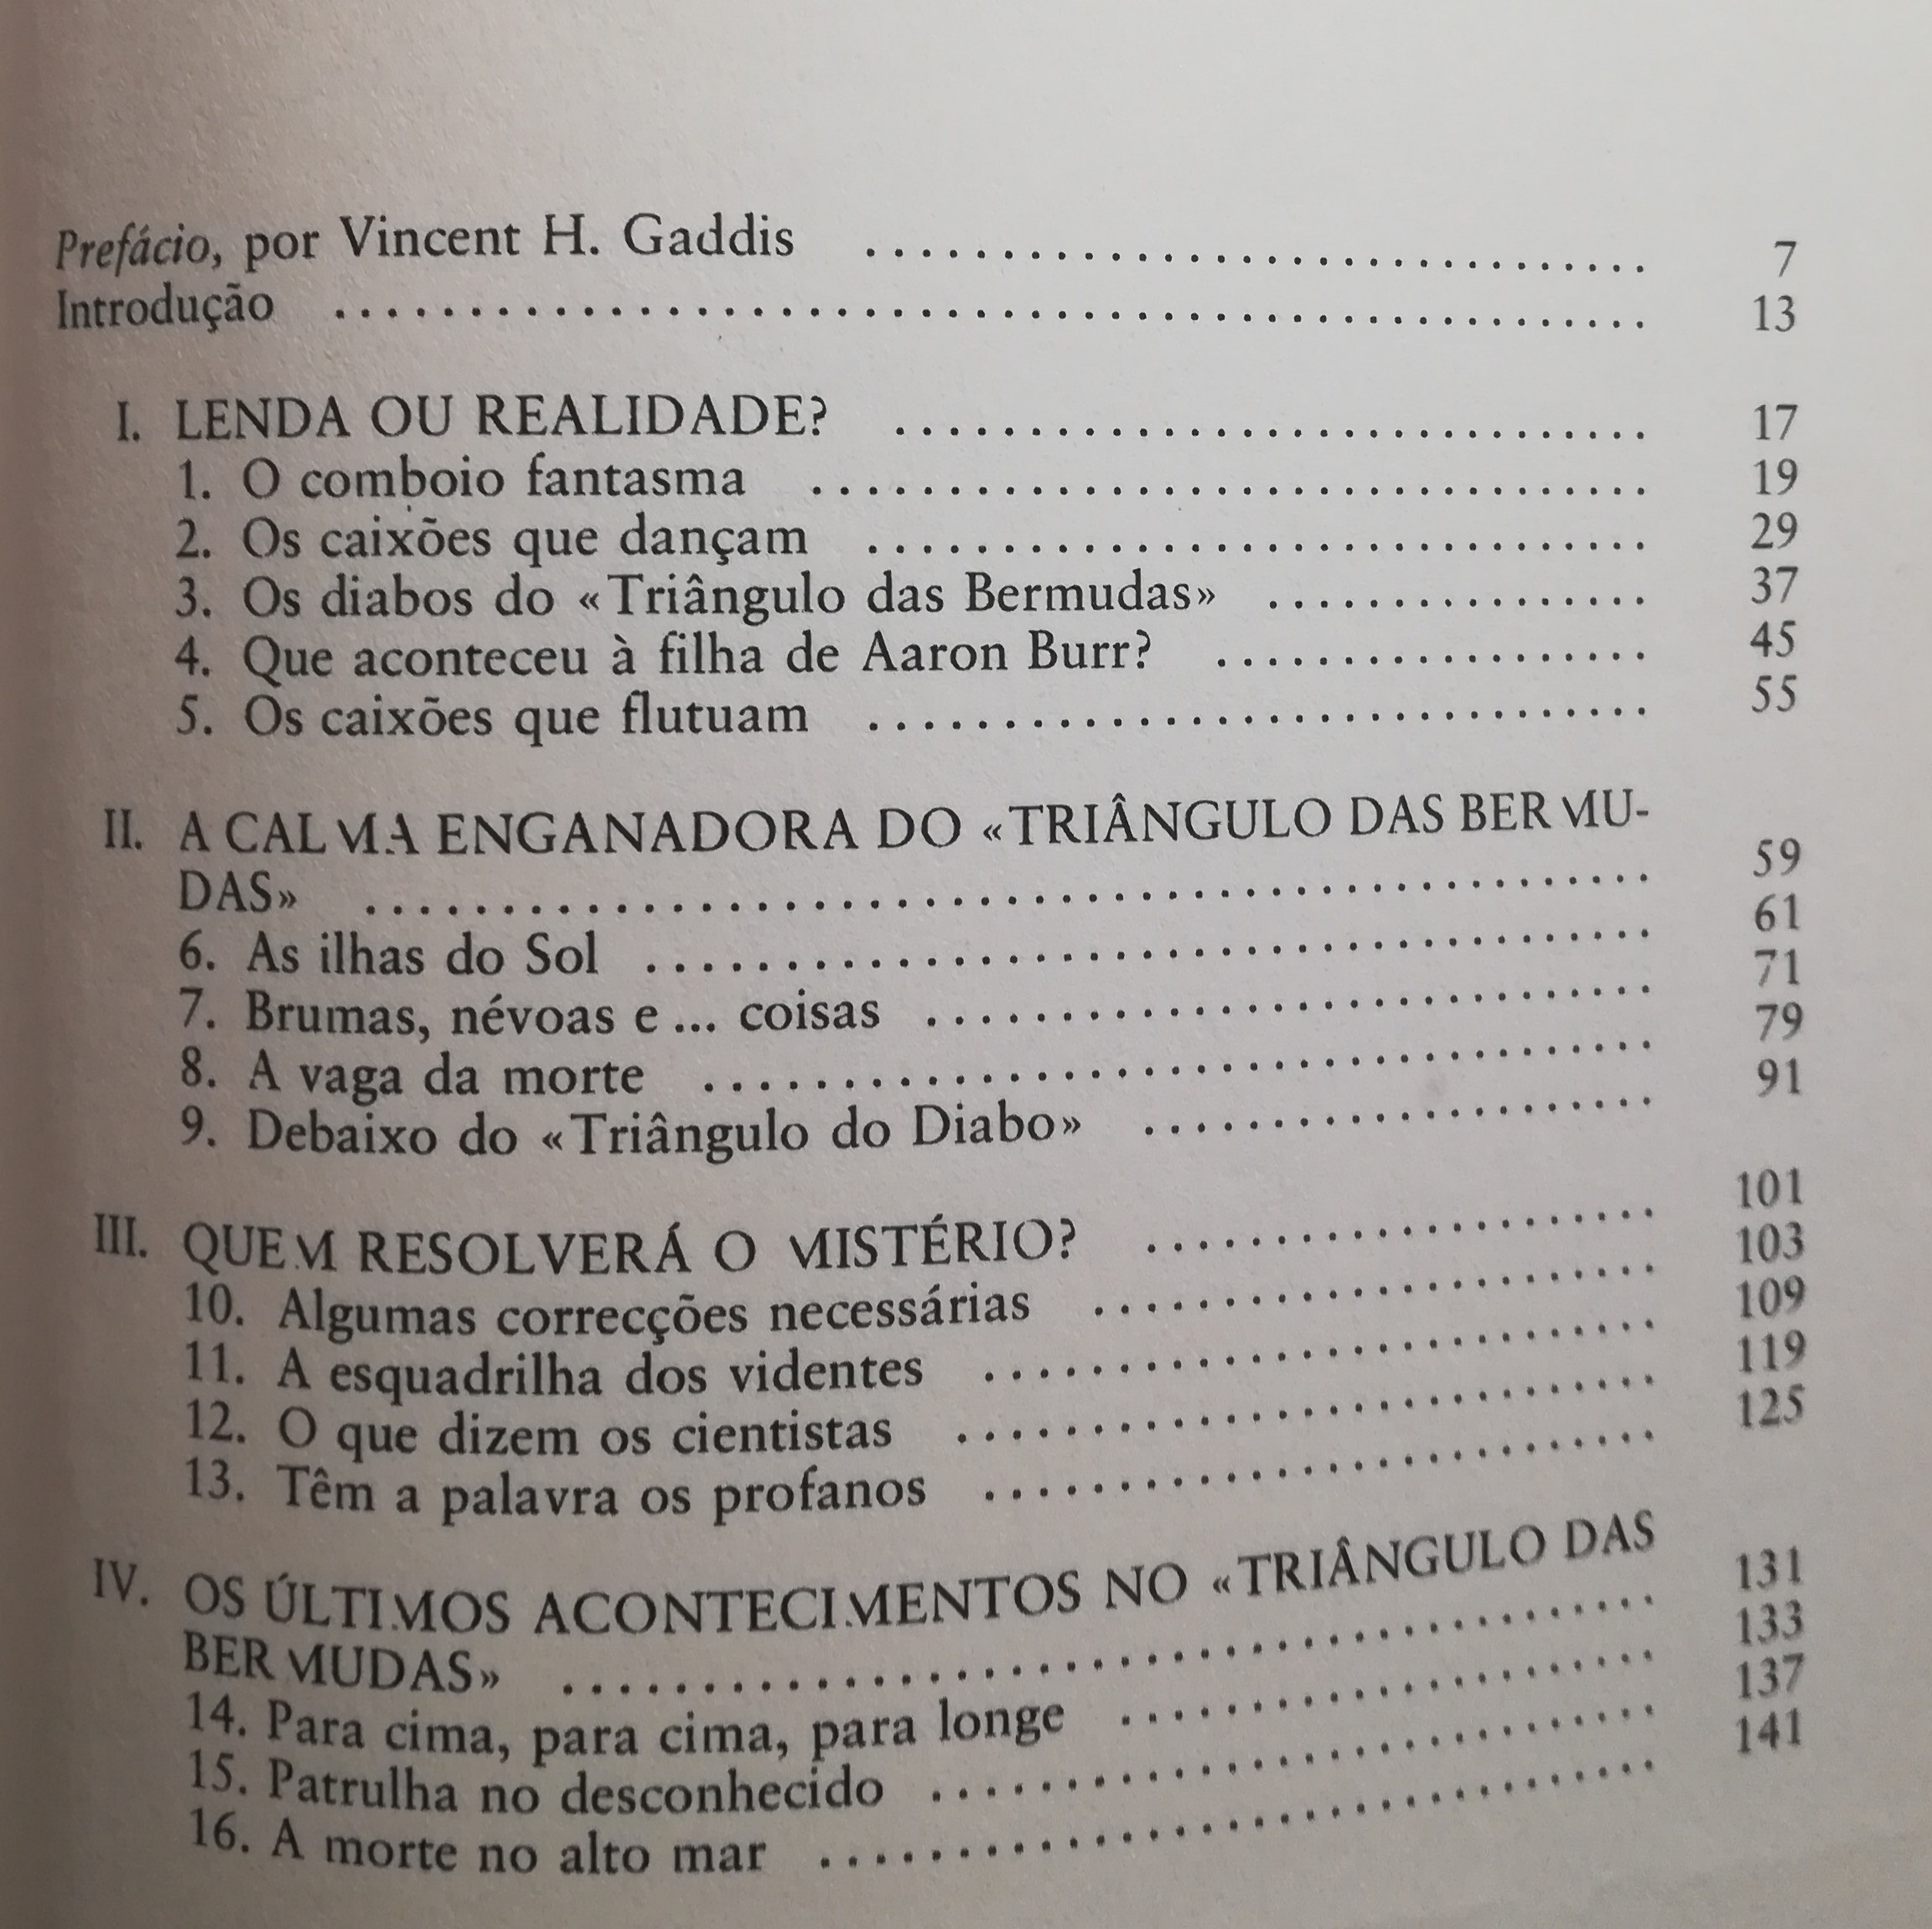 Prefácio, por Vincent H. Gaddis ............................. 7
Introdução ................................................ 13
I. LENDA OU REALIDADE? ............................ 17
1. O comboio fantasma ............................... 19
2. Os caixões que dançam ............................. 29
3. Os diabos do «Triângulo das Bermudas» .............. 37
4. Que aconteceu à filha de Aaron Burr? ................ 45
5. Os caixões que flutuam ............................. 55
II. A CALMA ENGANADORA DO «TRIÂNGULO DAS BERMU-
DAS» ............................................... 59
6. As ilhas do Sol ..................................... 61
7. Brumas, névoas e ... coisas ........................... 71
8. A vaga da morte ................................... 79
9. Debaixo do «Triângulo do Diabo» ................... 91
III. QUEM RESOLVERÁ O MISTÉRIO? ................... 101
10. Algumas correcções necessárias ..................... 103
11. A esquadrilha dos videntes ......................... 109
12. O que dizem os cientistas .......................... 119
13. Têm a palavra os profanos ......................... 125
IV. OS ÚLTIMOS ACONTECIMENTOS NO «TRIÂNGULO DAS
BERMUDAS» ........................................ 131
14. Para cima, para cima, para longe .................... 133
15. Patrulha no desconhecido ........................... 137
16. A morte no alto mar ............................... 141